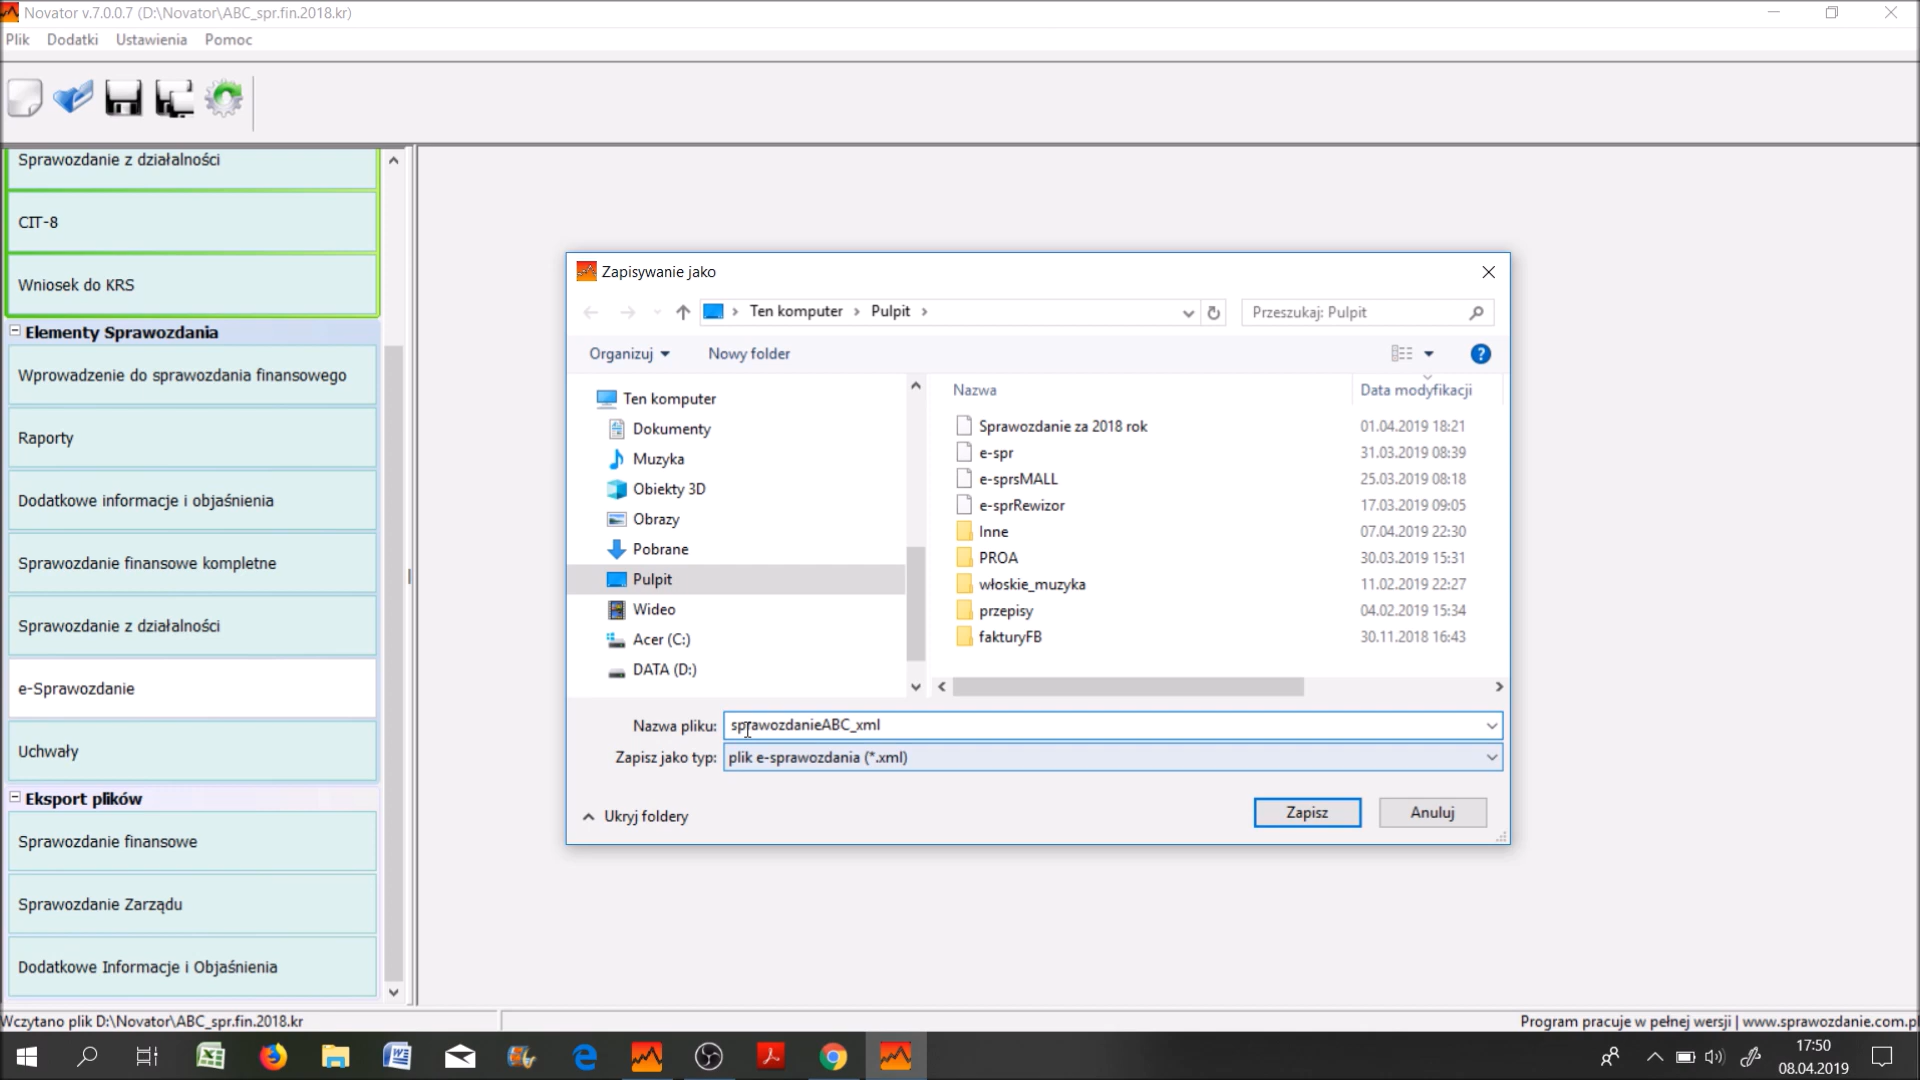 Novator v.7.0.0.7 (D:\Novator\ABC_spr.fin.2018.kr)
Plik Dodatki Ustawienia Pomoc
Sprawozdanie z działalności
CIT-8
Wniosek do KRS
Elementy Sprawozdania
Wprowadzenie do sprawozdania finansowego
Raporty
Dodatkowe informacje i objaśnienia
Sprawozdanie finansowe kompletne
Sprawozdanie z działalności
e-Sprawozdanie
Uchwały
Eksport plików
Sprawozdanie finansowe
Sprawozdanie Zarządu
Dodatkowe Informacje i Objaśnienia
Zapisywanie jako
Ten komputer Pulpit
Przeszukaj: Pulpit
Organizuj Nowy folder
Ten komputer
Dokumenty
Muzyka
Obiekty 3D
Obrazy
Pobrane
Pulpit
Wideo
Acer (C:)
DATA (D:)
Nazwa Data modyfikacji
Sprawozdanie za 2018 rok 01.04.2019 18:21
e-spr 31.03.2019 08:39
e-sprsMALL 25.03.2019 08:18
e-sprRewizor 17.03.2019 09:05
Inne 07.04.2019 22:30
PROA 30.03.2019 15:31
włoskie_muzyka 11.02.2019 22:27
przepisy 04.02.2019 15:34
fakturyFB 30.11.2018 16:43
Nazwa pliku: sprawozdanieABC_xml
Zapisz jako typ: plik e-sprawozdania (*.xml)
Ukryj foldery
Zapisz Anuluj
Wczytano plik D:\Novator\ABC_spr.fin.2018.kr
Program pracuje w pełnej wersji | www.sprawozdanie.com.pl
17:50
08.04.2019